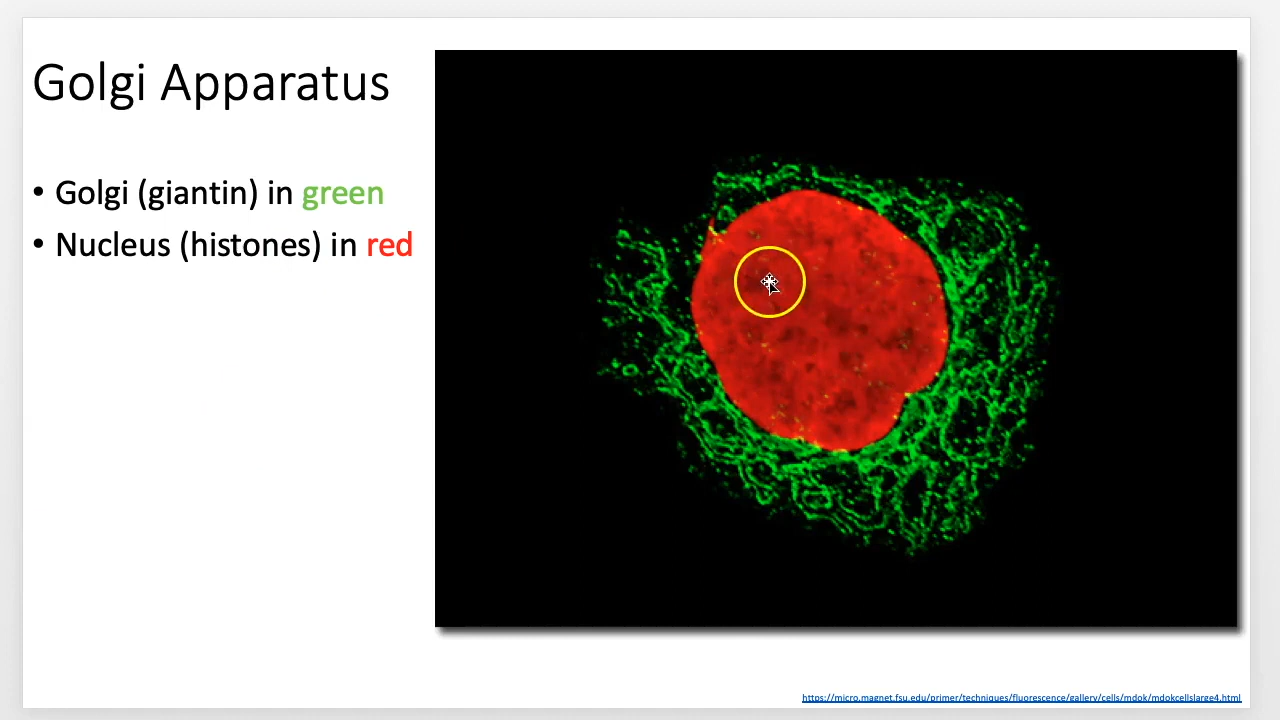 Golgi Apparatus
• Golgi (giantin) in green
• Nucleus (histones) in red
https://micro.magnet.fsu.edu/primer/techniques/fluorescence/gallery/cells/mdok/mdokcellslarge4.html